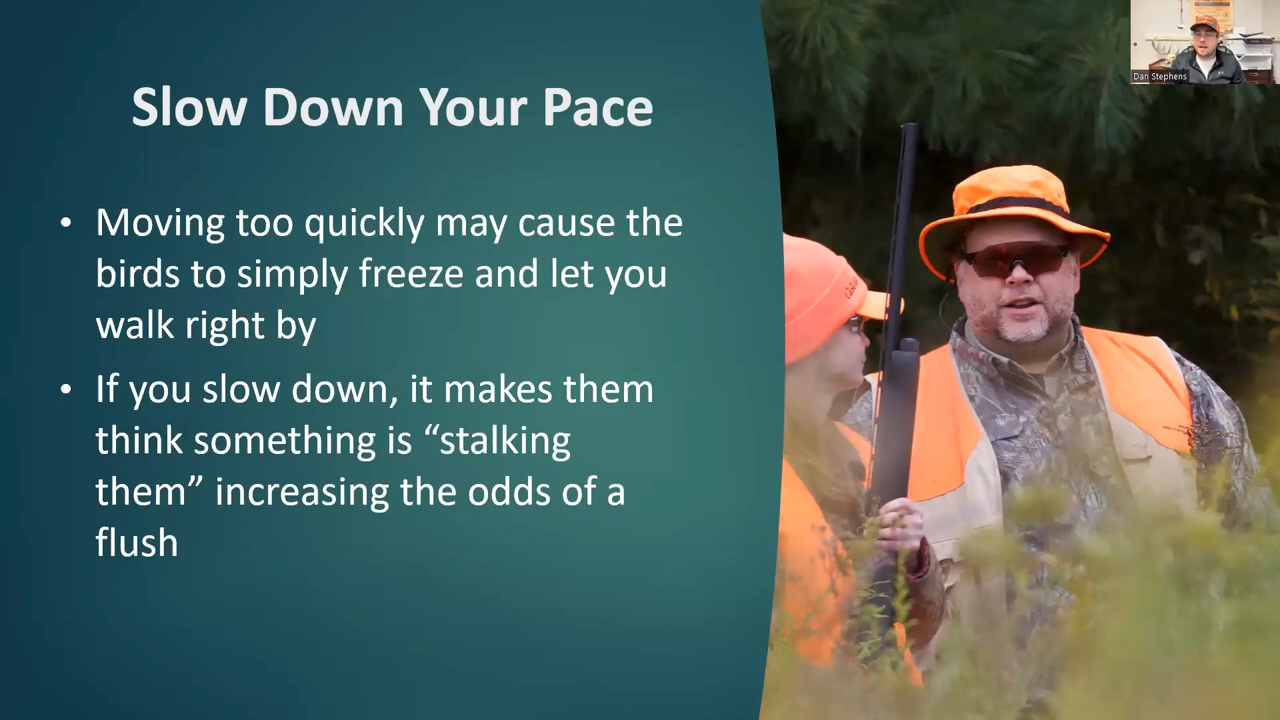 Slow Down Your Pace
• Moving too quickly may cause the
birds to simply freeze and let you
walk right by
• If you slow down, it makes them
think something is “stalking
them” increasing the odds of a
flush
Dan Stephens